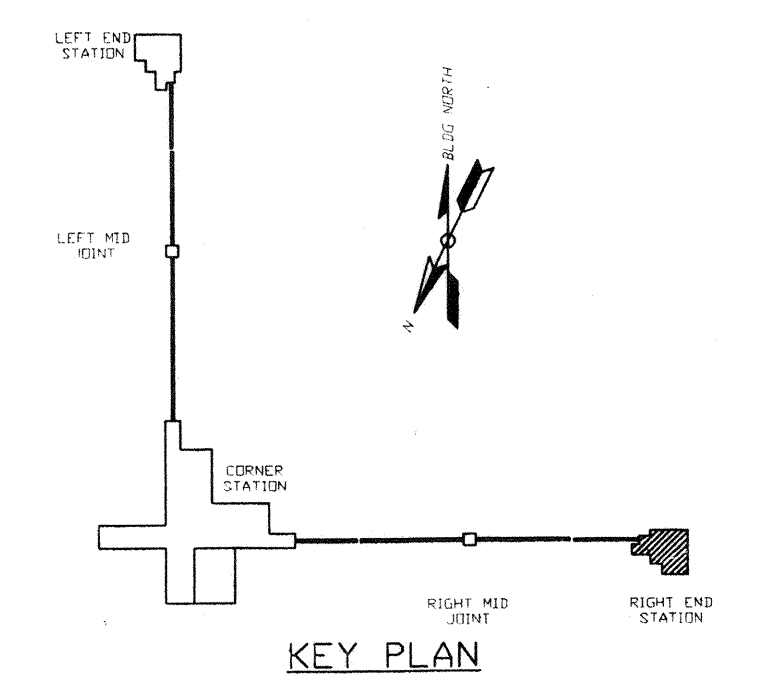 LEFT END
STATION
BLDG NORTH
LEFT MID
JOINT
N
CORNER
STATION
RIGHT MID
JOINT
RIGHT END
STATION
KEY PLAN